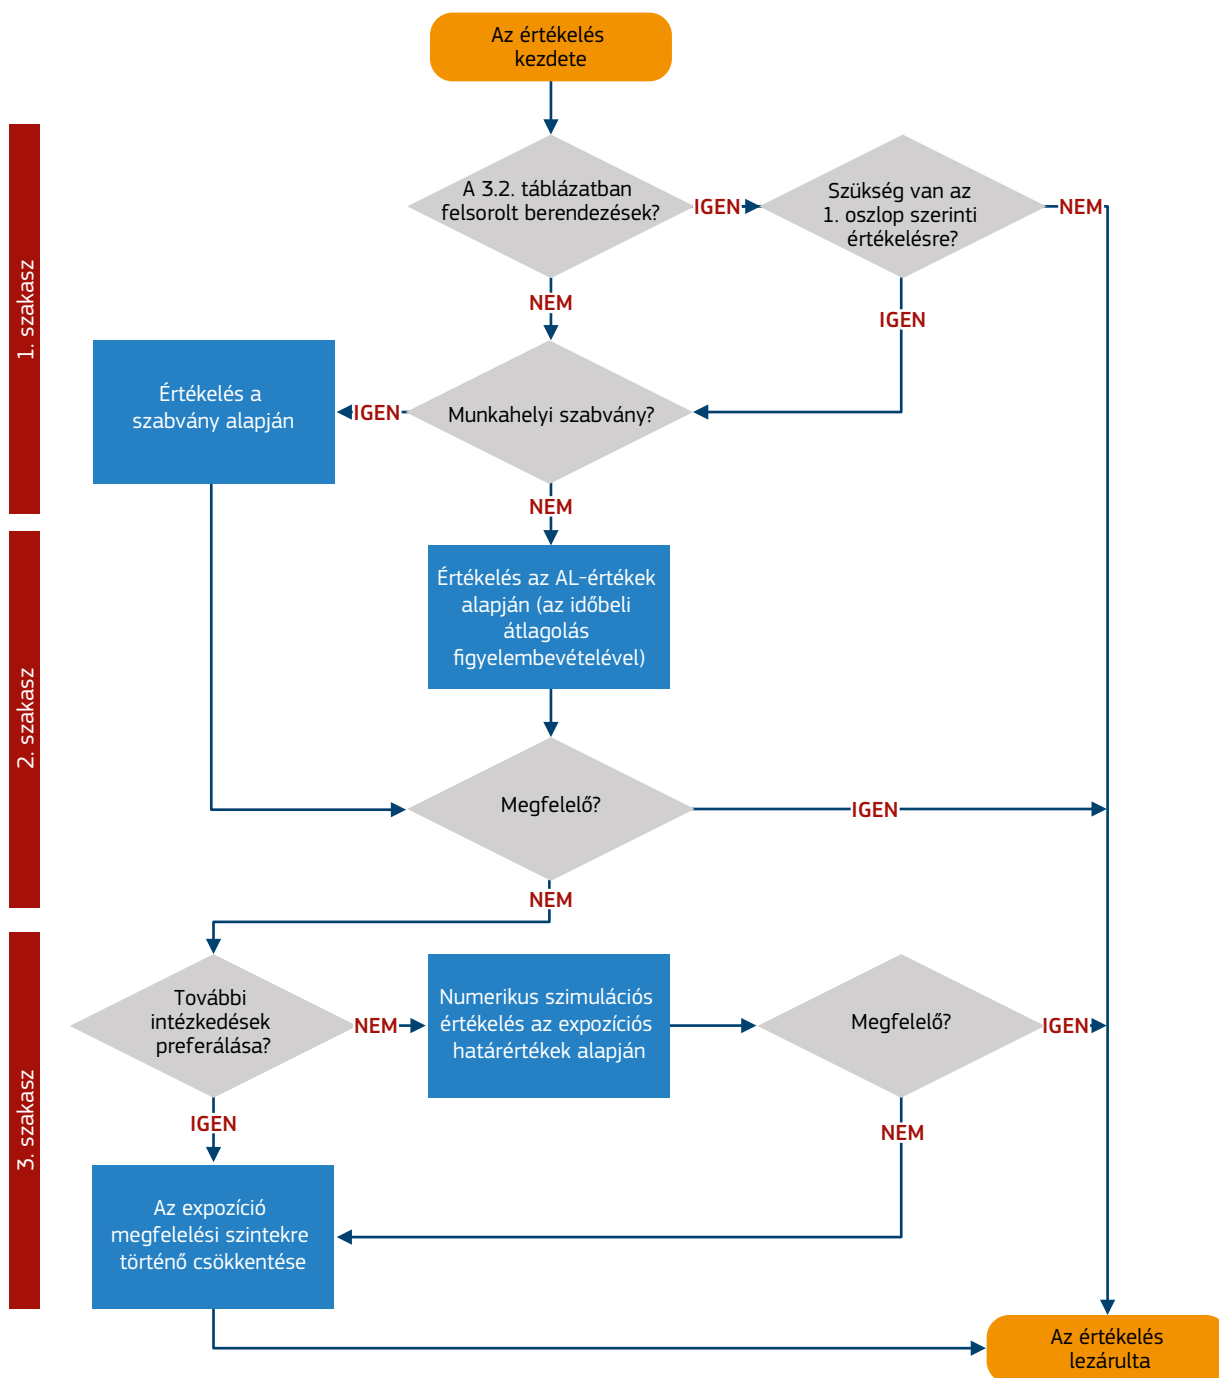 Az értékelés
kezdete
1. szakasz
A 3.2. táblázatban
felsorolt berendezések?
IGEN
Szükség van az
1. oszlop szerinti
értékelésre?
NEM
NEM
IGEN
Értékelés a
szabvány alapján
IGEN
Munkahelyi szabvány?
NEM
2. szakasz
Értékelés az AL-értékek
alapján (az időbeli
átlagolás
figyelembevételével)
Megfelelő?
IGEN
NEM
3. szakasz
További
intézkedések
preferálása?
NEM
Numerikus szimulációs
értékelés az expozíciós
határértékek alapján
Megfelelő?
IGEN
IGEN
NEM
Az expozíció
megfelelési szintekre
történő csökkentése
Az értékelés
lezárulta